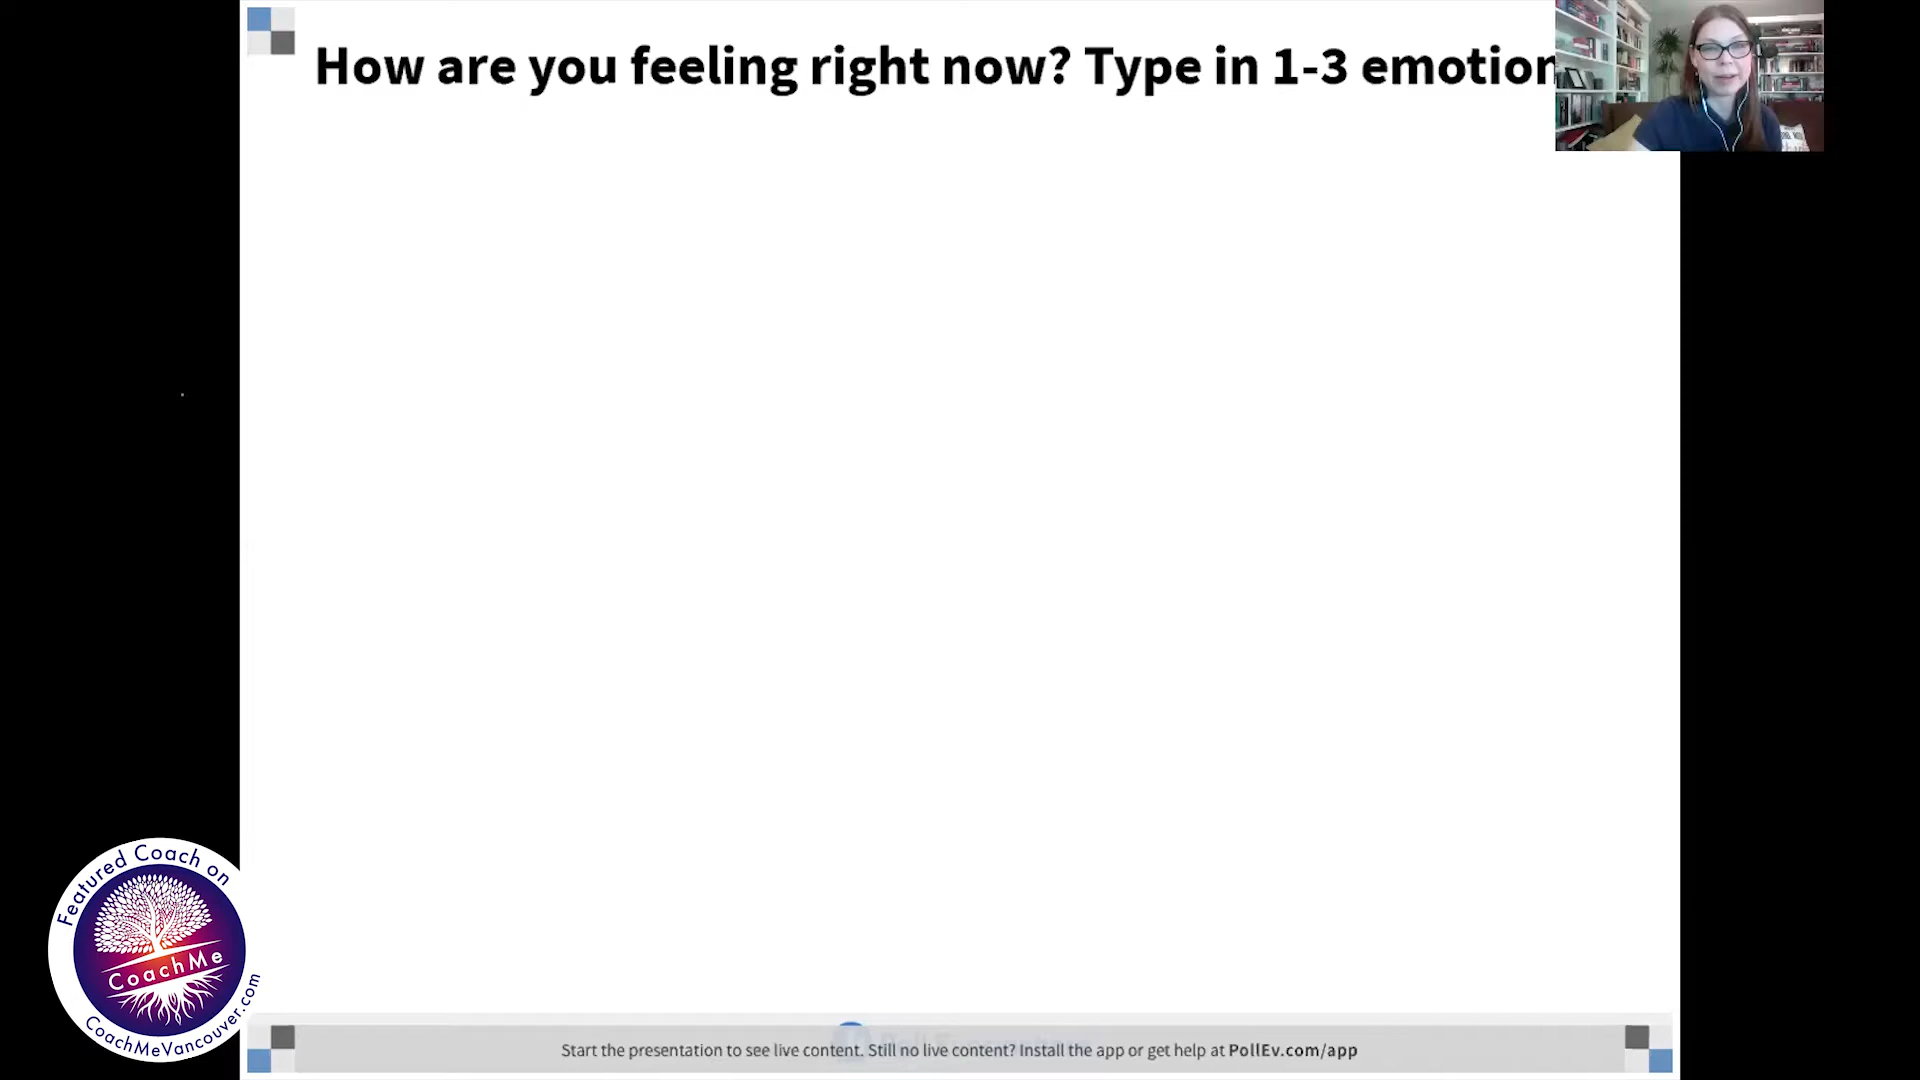 How are you feeling right now? Type in 1-3 emotion
Featured Coach on
CoachMe
CoachMeVancouver.com
Start the presentation to see live content. Still no live content? Install the app or get help at PollEv.com/app